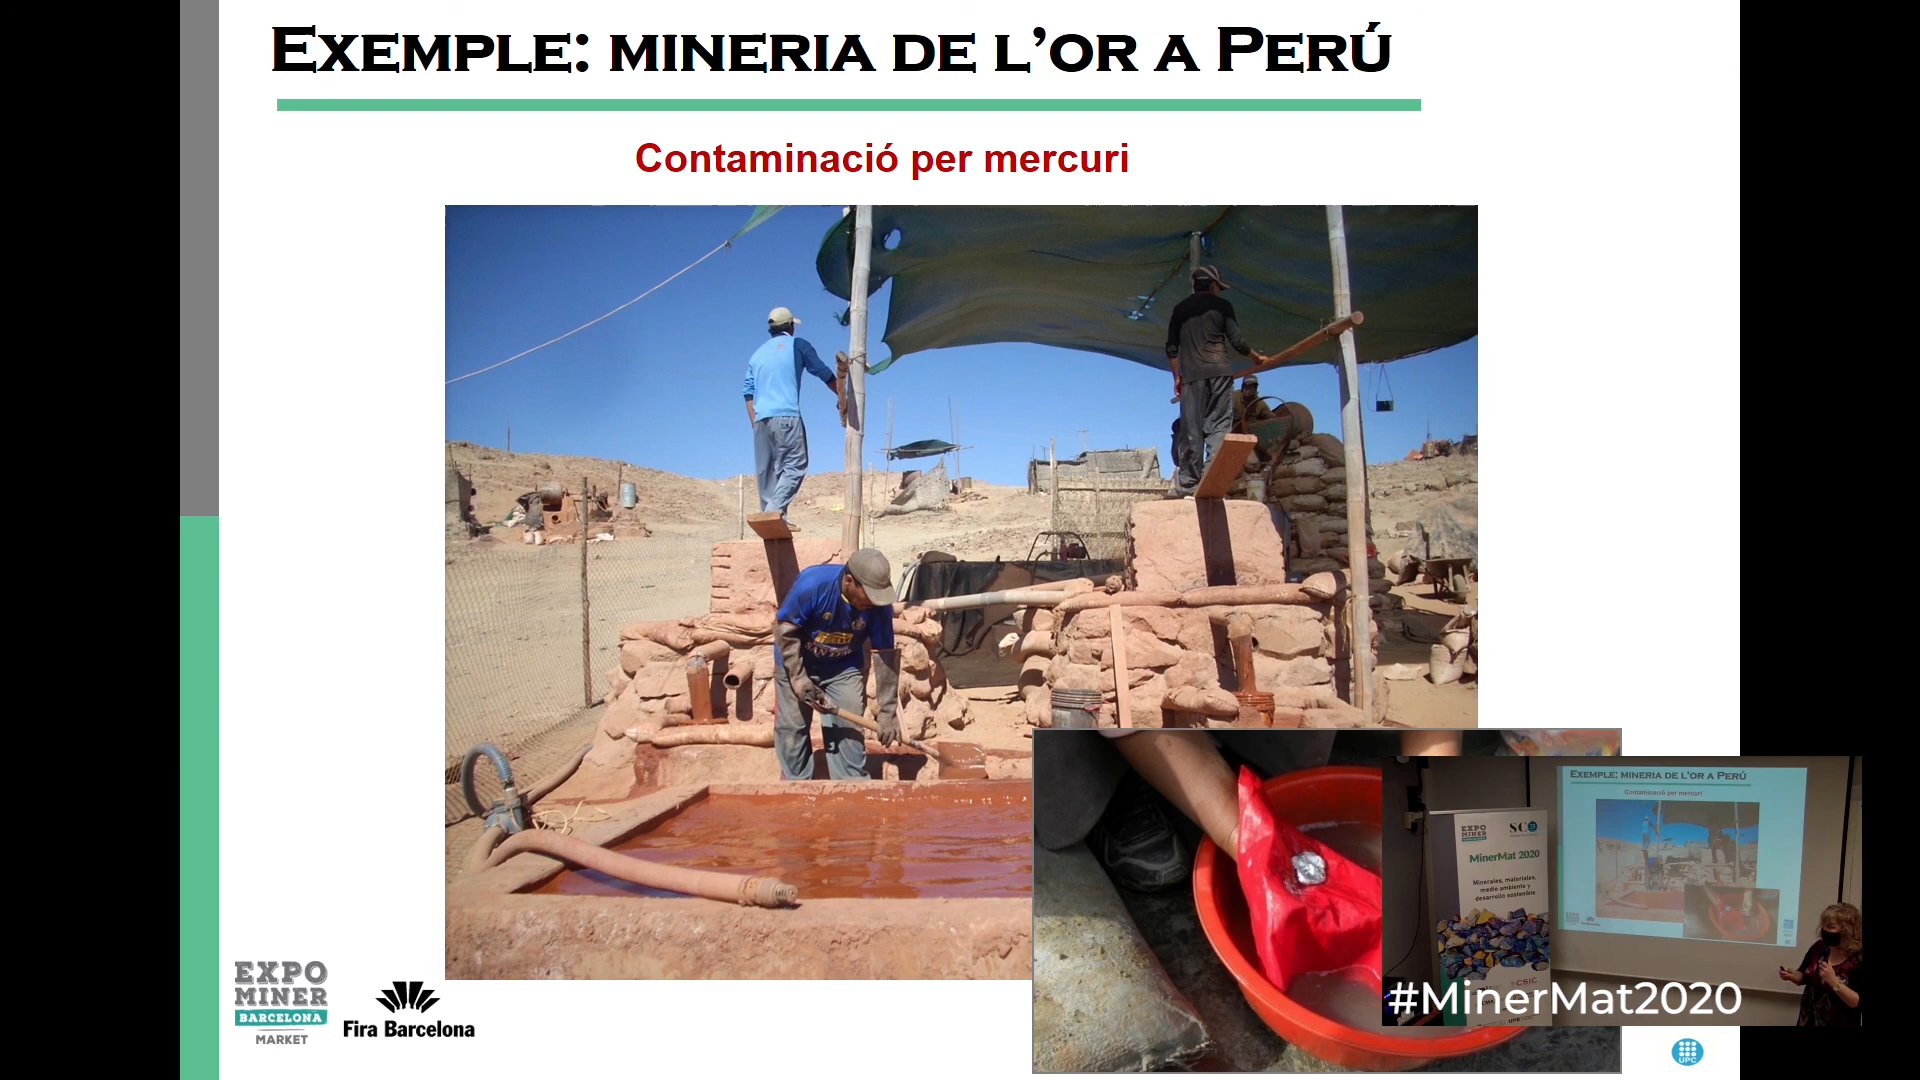 EXEMPLE: MINERIA DE L'OR A PERÚ
Contaminació per mercuri
EXPO
MINER
BARCELONA
MARKET
Fira Barcelona
EXEMPLE: MINERIA DE L'OR A PERÚ
Contaminació per mercuri
EXPO
MINER
MinerMat 2020
Minerales, materiales,
medio ambiente y
desarrollo sostenible
CSIC
#MinerMat2020
UPC